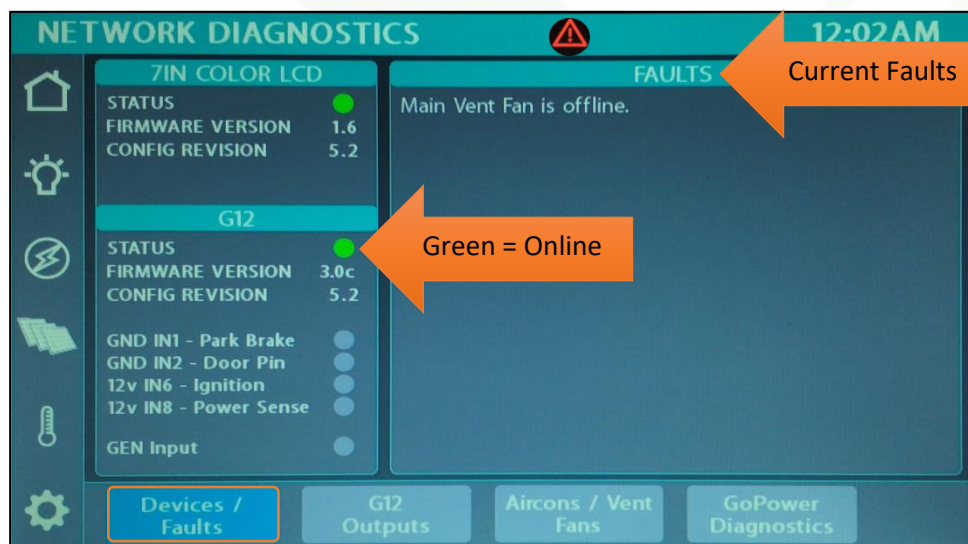 NETWORK DIAGNOSTICS
12:02AM
7IN COLOR LCD
STATUS
FIRMWARE VERSION 1.6
CONFIG REVISION 5.2
G12
STATUS
FIRMWARE VERSION 3.0c
CONFIG REVISION 5.2
GND IN1 - Park Brake
GND IN2 - Door Pin
12v IN6 - Ignition
12v IN8 - Power Sense
GEN Input
FAULTS
Main Vent Fan is offline.
Current Faults
Green = Online
Devices /
Faults
G12
Outputs
Aircons / Vent
Fans
GoPower
Diagnostics